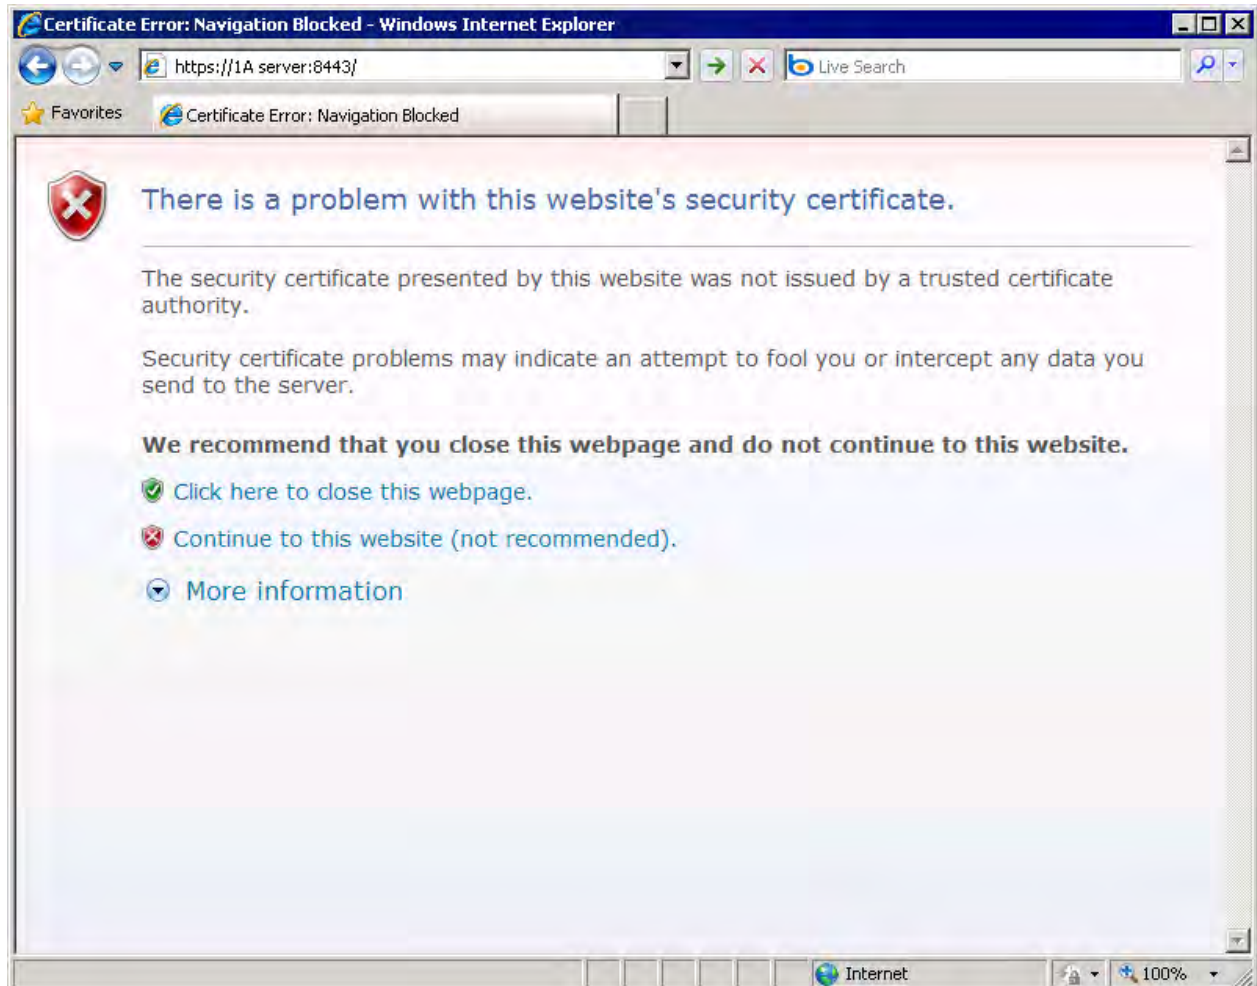 Certificate Error: Navigation Blocked - Windows Internet Explorer
https://1A server:8443/
Live Search
Favorites
Certificate Error: Navigation Blocked
There is a problem with this website's security certificate.
The security certificate presented by this website was not issued by a trusted certificate
authority.
Security certificate problems may indicate an attempt to fool you or intercept any data you
send to the server.
We recommend that you close this webpage and do not continue to this website.
Click here to close this webpage.
Continue to this website (not recommended).
More information
Internet
100%